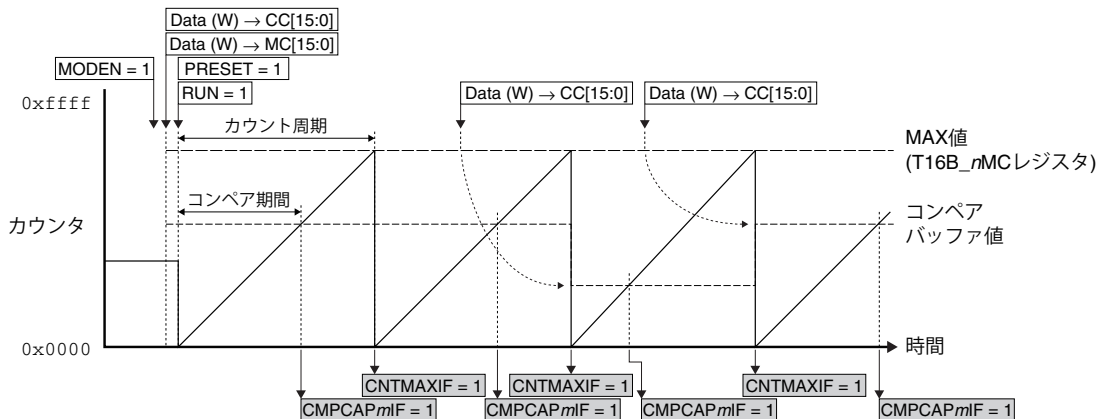 Data (W) → CC[15:0]
Data (W) → MC[15:0]
MODEN = 1
PRESET = 1
RUN = 1
Data (W) → CC[15:0]
Data (W) → CC[15:0]
0xffff
カウント周期
MAX値
(T16B_nMCレジスタ)
コンペア期間
カウンタ
コンペア
バッファ値
0x0000
時間
CNTMAXIF = 1
CNTMAXIF = 1
CNTMAXIF = 1
CMPCAPmIF = 1
CMPCAPmIF = 1
CMPCAPmIF = 1
CMPCAPmIF = 1